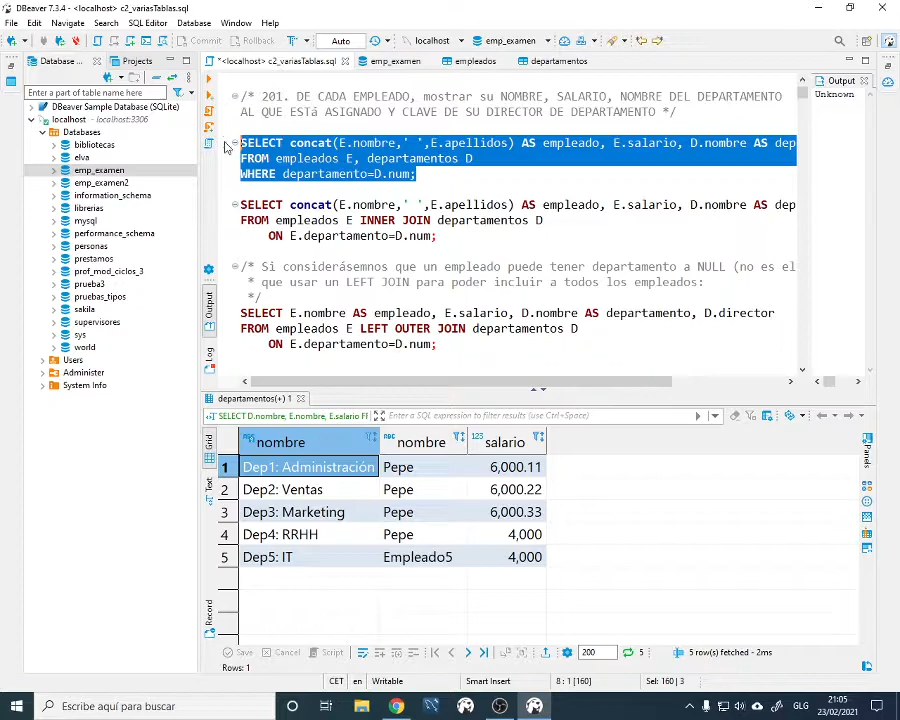 DBeaver 7.3.4 - <localhost> c2_variasTablas.sql
File Edit Navigate Search SQL Editor Database Window Help
Commit Rollback T Auto localhost emp_examen
Database ... Projects *<localhost> c2_variasTablas.sql emp_examen empleados departamentos Output
Enter a part of table name here
Unknown
DBeaver Sample Database (SQLite)
localhost :3306
Databases
bibliotecas
elva
emp_examen
emp_examen2
information_schema
librerias
mysql
performance_schema
personas
prestamos
prof_mod_ciclos_3
prueba3
pruebas_tipos
sakila
supervisores
sys
world
Users
Administer
System Info
/* 201. DE CADA EMPLEADO, mostrar su NOMBRE, SALARIO, NOMBRE DEL DEPARTAMENTO
AL QUE ESTá ASIGNADO Y CLAVE DE SU DIRECTOR DE DEPARTAMENTO */
SELECT concat(E.nombre,' ',E.apellidos) AS empleado, E.salario, D.nombre AS dep
FROM empleados E, departamentos D
WHERE departamento=D.num;
SELECT concat(E.nombre,' ',E.apellidos) AS empleado, E.salario, D.nombre AS dep
FROM empleados E INNER JOIN departamentos D
ON E.departamento=D.num;
/* Si considerásemnos que un empleado puede tener departamento a NULL (no es el
* que usar un LEFT JOIN para poder incluir a todos los empleados:
*/
SELECT E.nombre AS empleado, E.salario, D.nombre AS departamento, D.director
FROM empleados E LEFT OUTER JOIN departamentos D
ON E.departamento=D.num;
Output
Log
departamentos(+) 1
SELECT D.nombre, E.nombre, E.salario FI Enter a SQL expression to filter results (use Ctrl+Space)
Grid
Text
Record
Panels
nombre nombre 123 salario
1 Dep1: Administración Pepe 6,000.11
2 Dep2: Ventas Pepe 6,000.22
3 Dep3: Marketing Pepe 6,000.33
4 Dep4: RRHH Pepe 4,000
5 Dep5: IT Empleado5 4,000
Save Cancel Script 200 5 5 row(s) fetched - 2ms
Rows: 1
CET en Writable Smart Insert 8 : 1 [160] Sel: 160 | 3
Escribe aquí para buscar GLG 21:05
23/02/2021